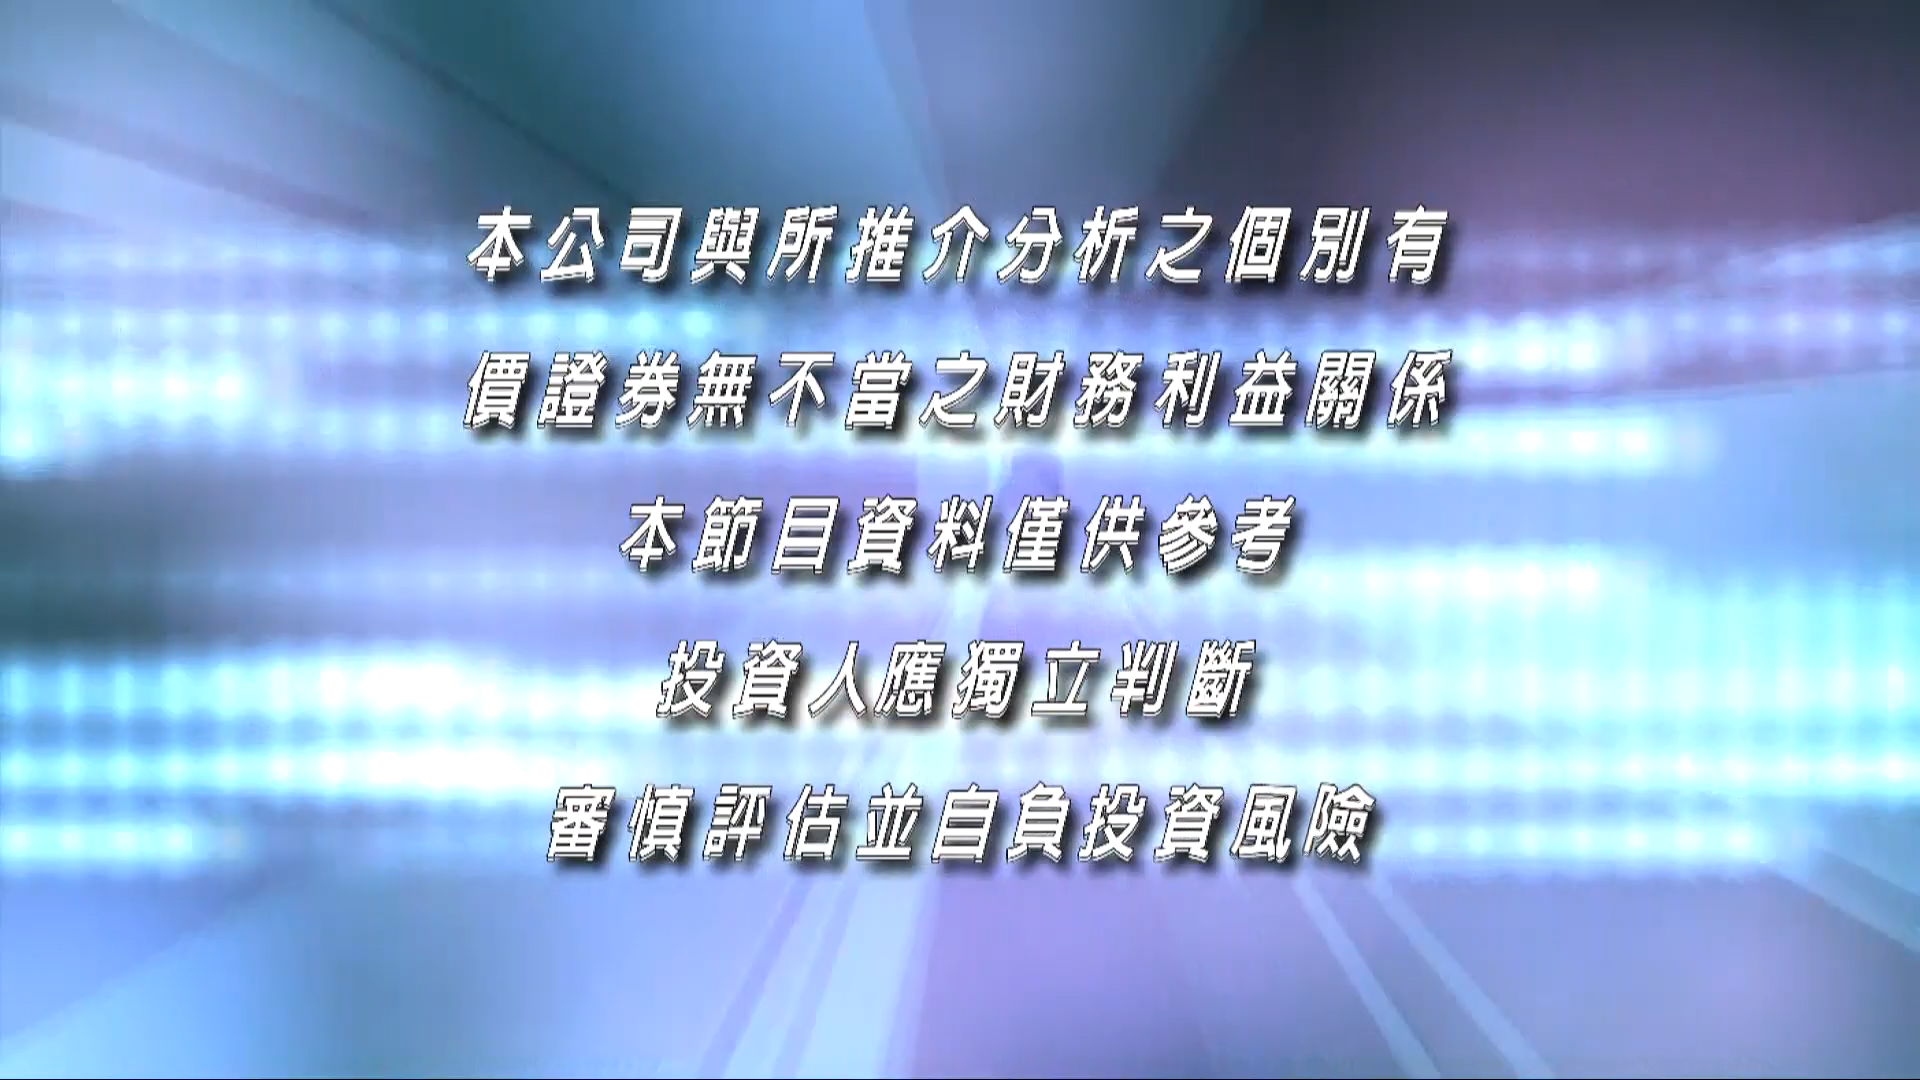 本公司與所推介分析之個別有
價證券無不當之財務利益關係
本節目資料僅供參考
投資人應獨立判斷
審慎評估並自負投資風險